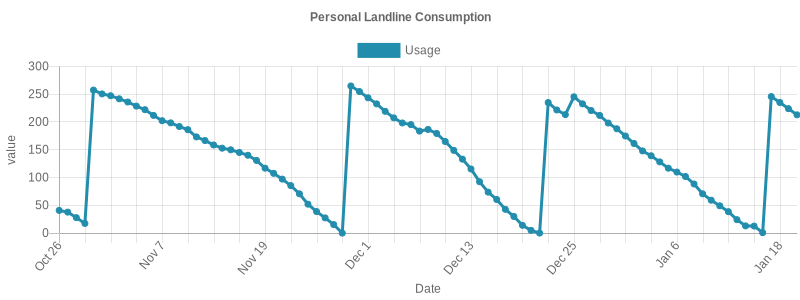 Personal Landline Consumption
Usage
300
250
200
150
100
50
0
value
Oct 26
Nov 7
Nov 19
Dec 1
Dec 13
Dec 25
Jan 6
Jan 18
Date